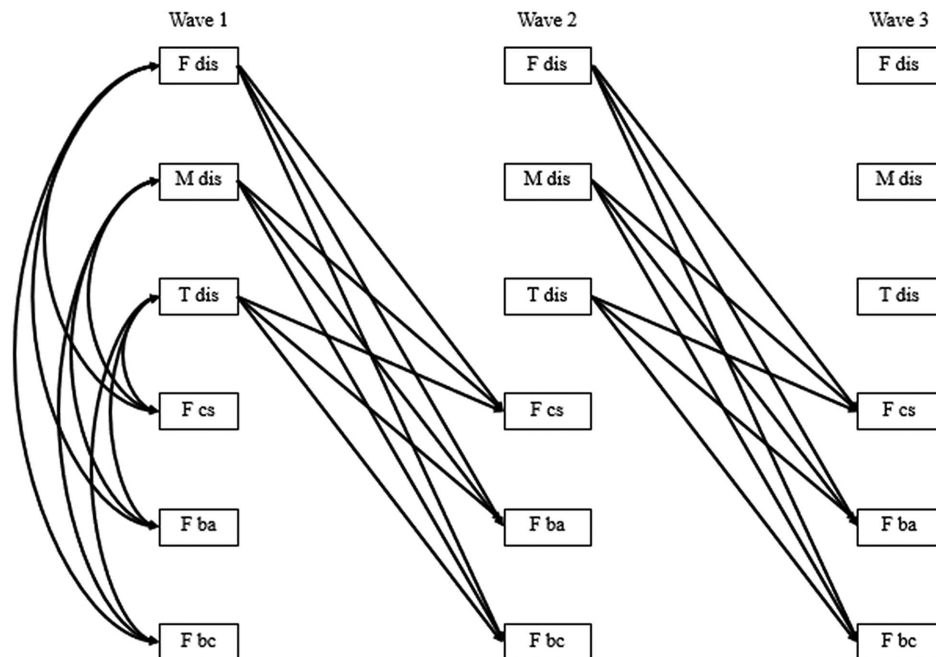 Wave 1 Wave 2 Wave 3
F dis F dis F dis
M dis M dis M dis
T dis T dis T dis
F cs F cs F cs
F ba F ba F ba
F bc F bc F bc